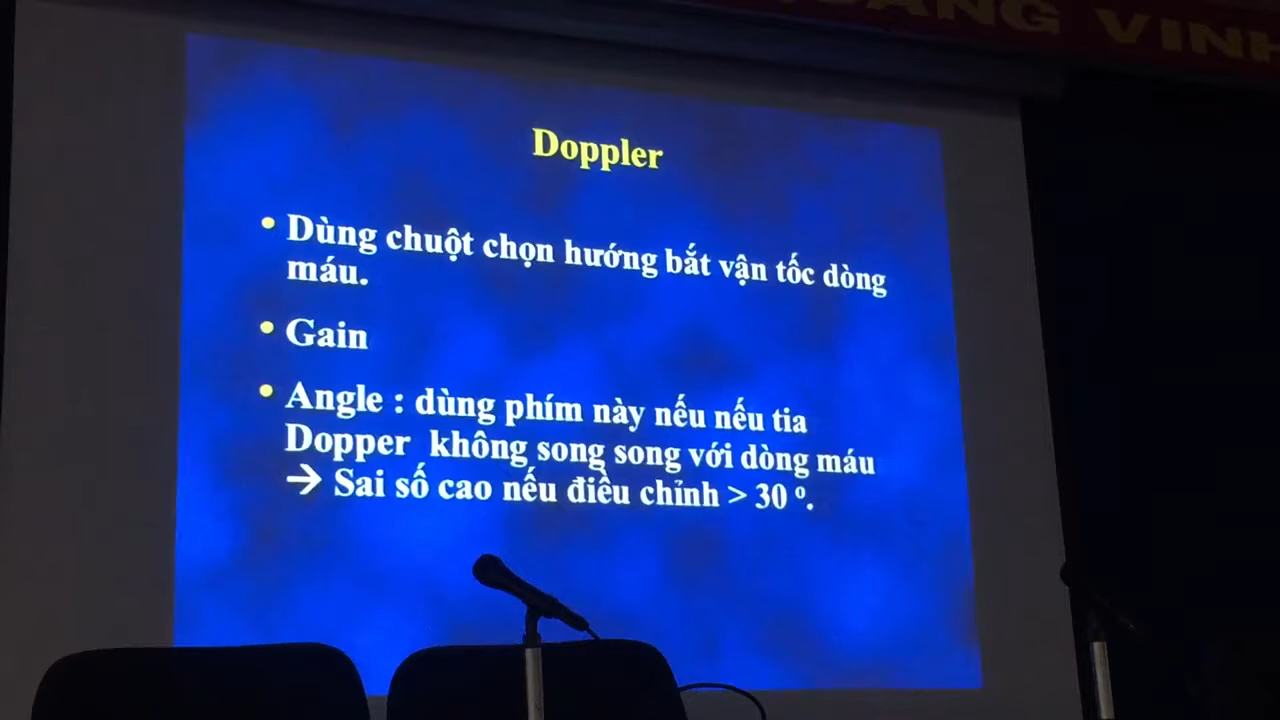 VINH
Doppler
• Dùng chuột chọn hướng bắt vận tốc dòng
máu.
• Gain
• Angle : dùng phím này nếu nếu tia
Dopper không song song với dòng máu
→ Sai số cao nếu điều chỉnh > 30 º.